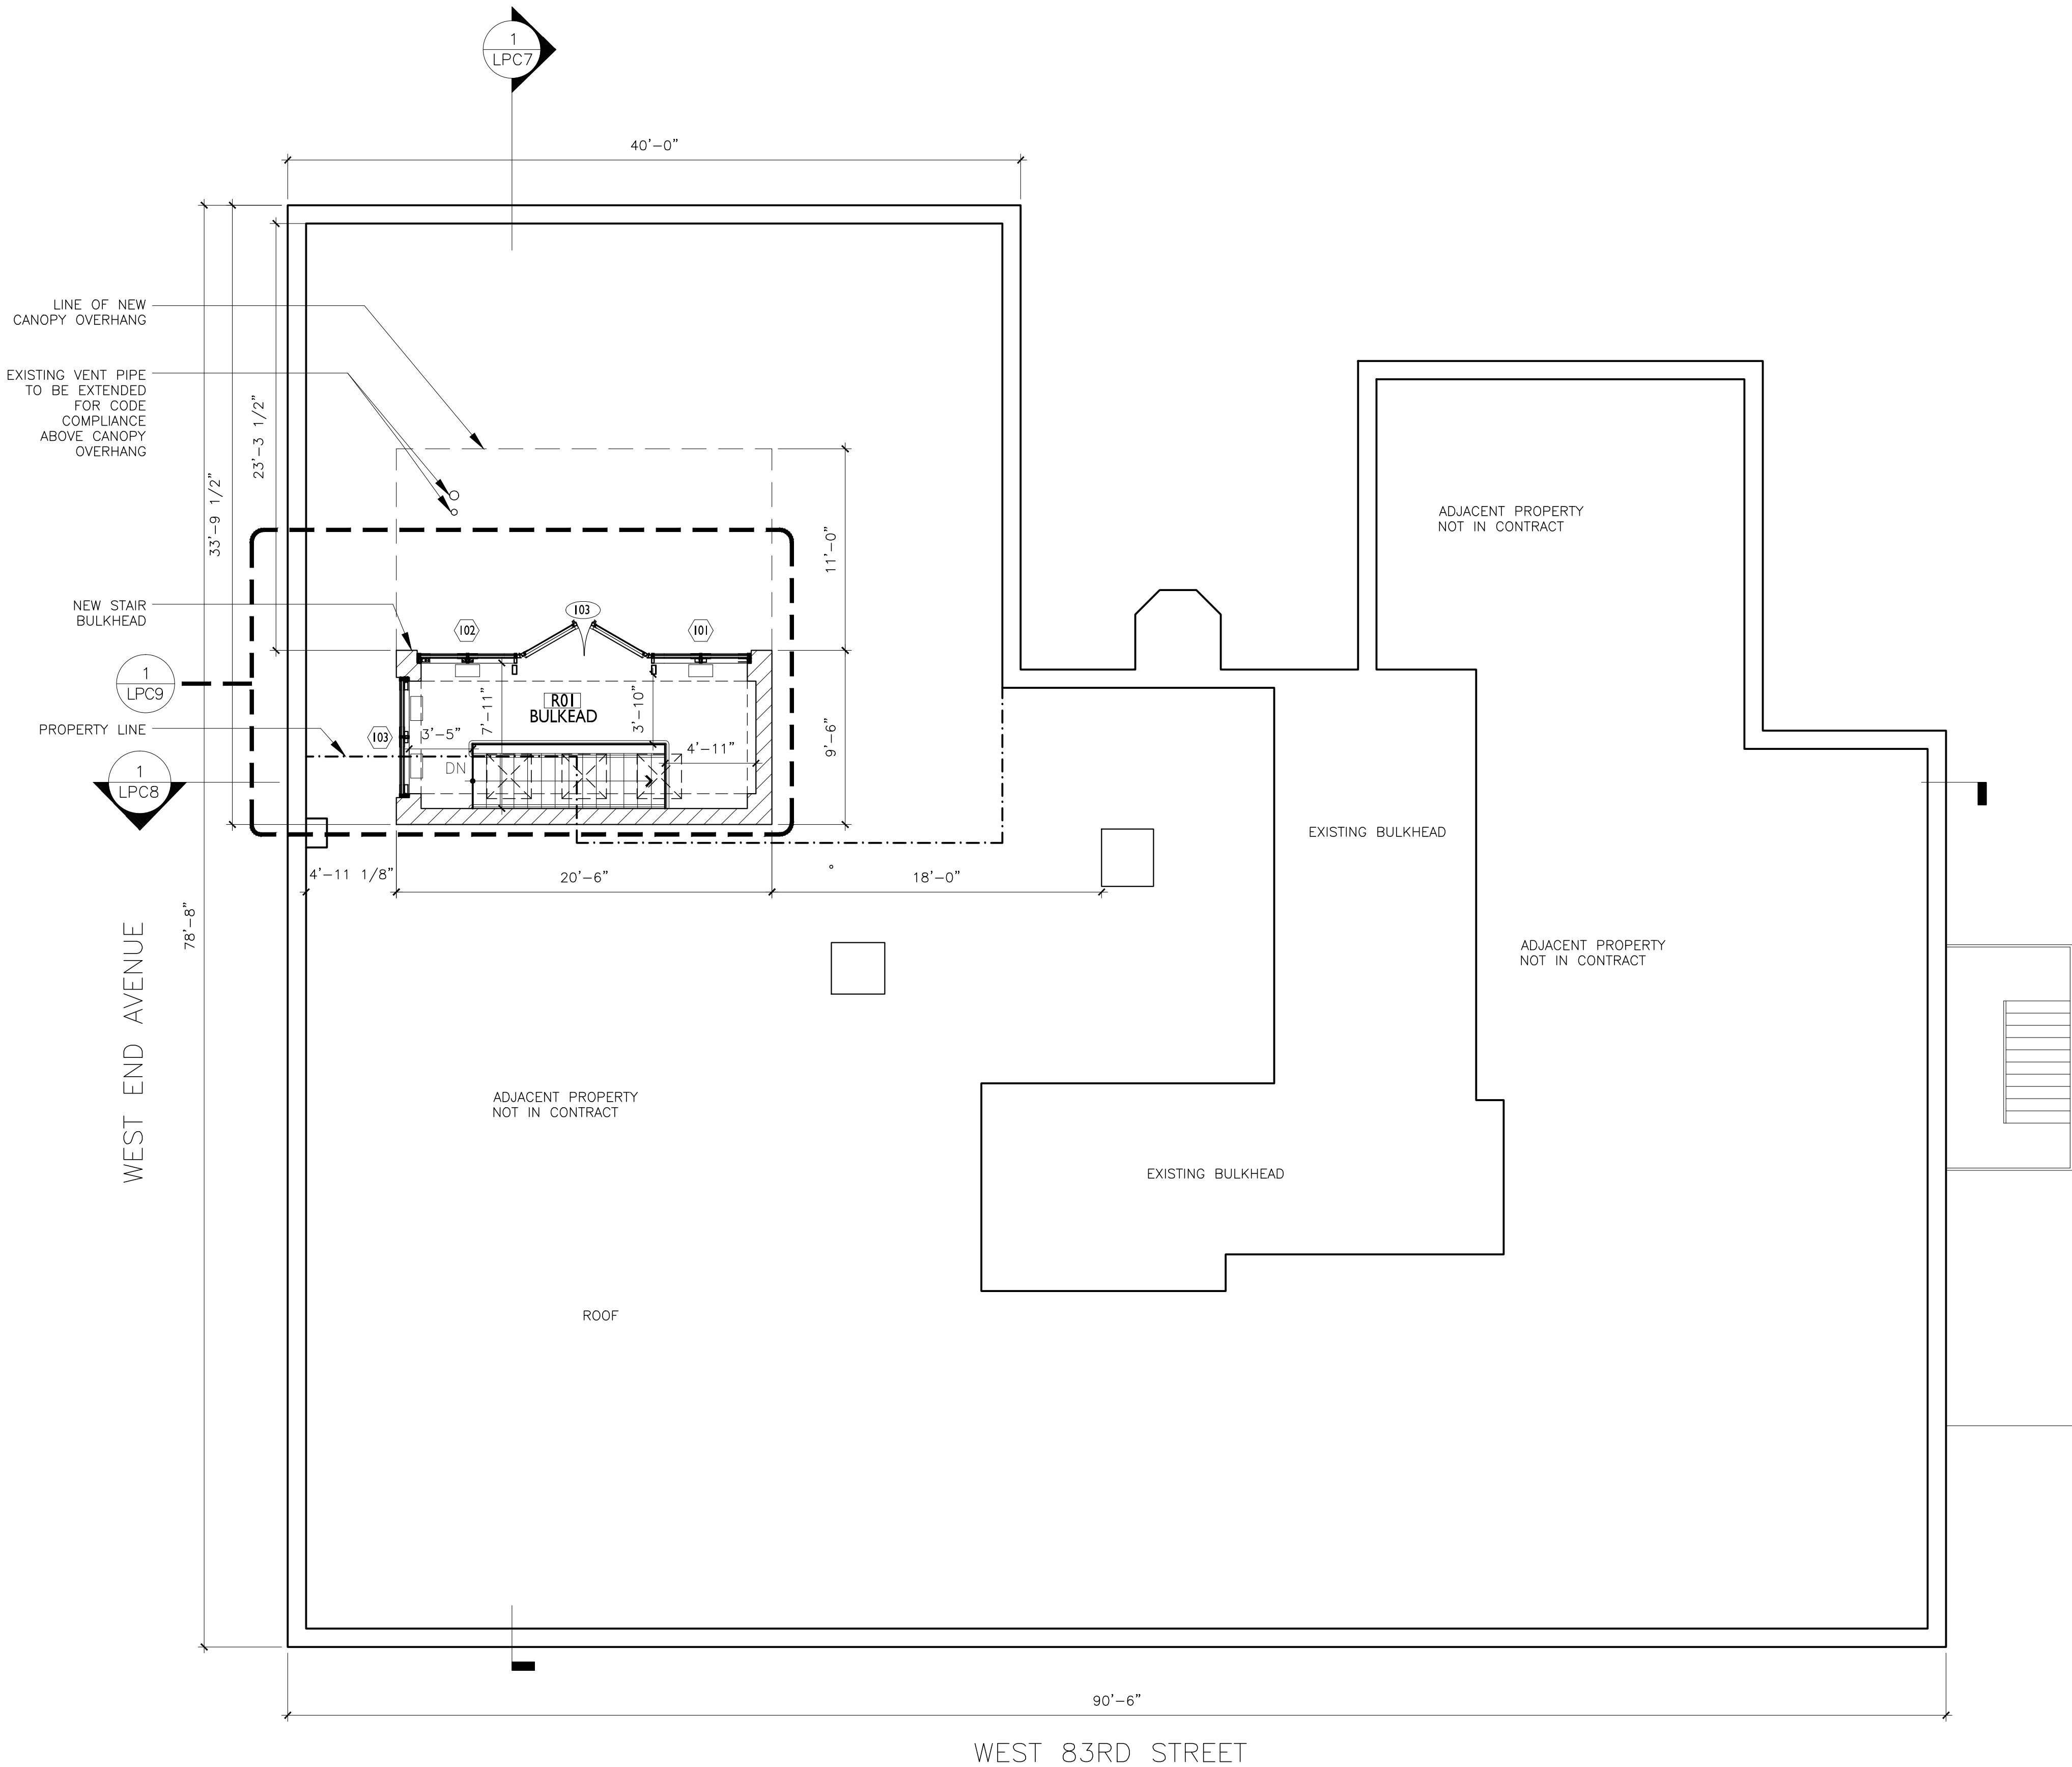 1
LPC7
40'-0"
LINE OF NEW
CANOPY OVERHANG
EXISTING VENT PIPE
TO BE EXTENDED
FOR CODE
COMPLIANCE
ABOVE CANOPY
OVERHANG
23'-3 1/2"
33'-9 1/2"
78'-8"
11'-0"
9'-6"
ADJACENT PROPERTY
NOT IN CONTRACT
NEW STAIR
BULKHEAD
102
103
101
1
LPC9
R01
BULKEAD
7'-11"
3'-10"
PROPERTY LINE
103
3'-5"
4'-11"
DN
1
LPC8
EXISTING BULKHEAD
4'-11 1/8"
20'-6"
18'-0"
ADJACENT PROPERTY
NOT IN CONTRACT
WEST END AVENUE
ADJACENT PROPERTY
NOT IN CONTRACT
EXISTING BULKHEAD
ROOF
90'-6"
WEST 83RD STREET